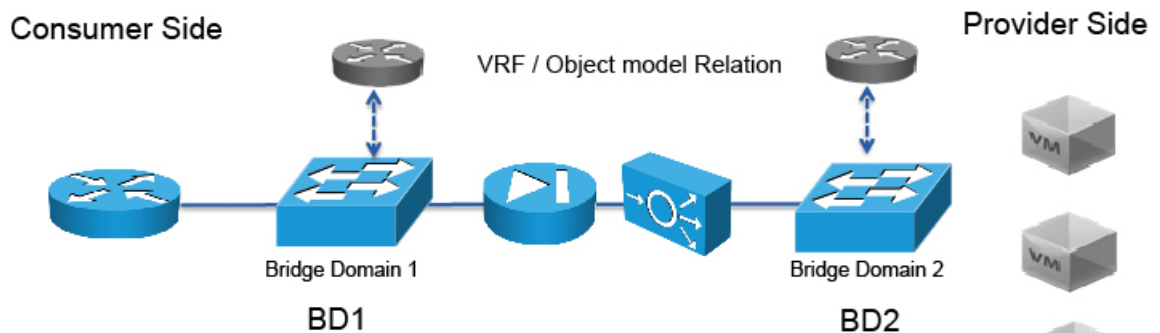 Consumer Side
Provider Side
VRF / Object model Relation
VM
VM
Bridge Domain 1
Bridge Domain 2
BD1
BD2